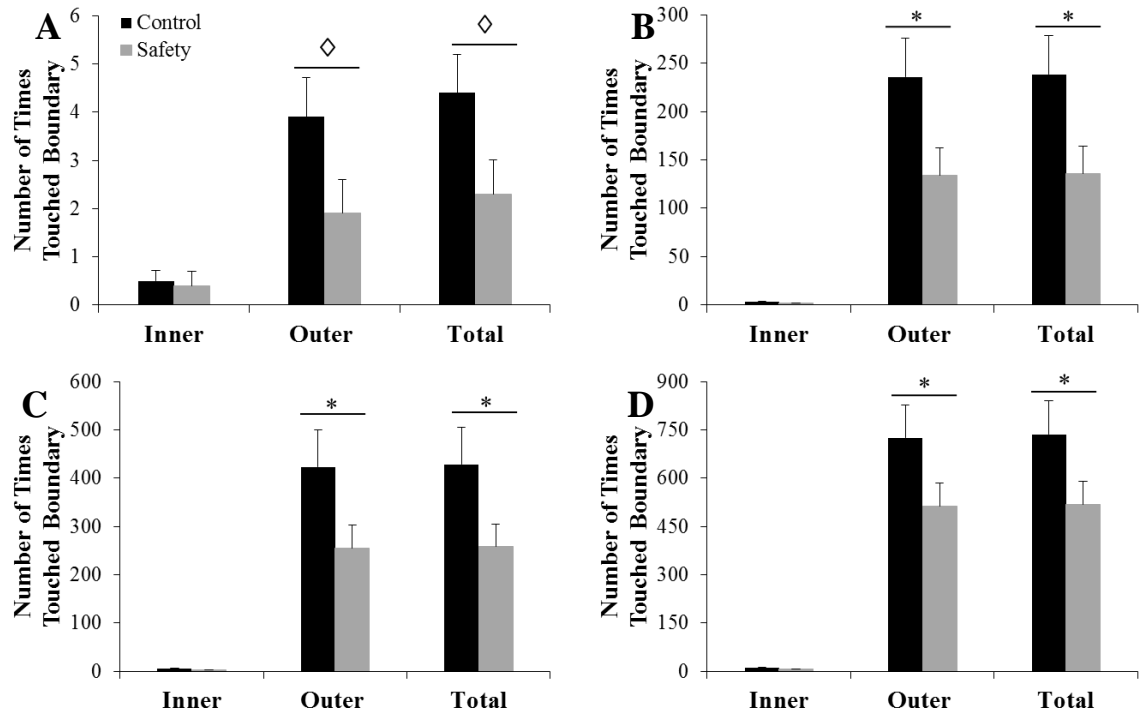 A
Control
Safety
Number of Times
Touched Boundary
6
5
4
3
2
1
0
◊
◊
Inner Outer Total
B
Number of Times
Touched Boundary
300
250
200
150
100
50
0
*
*
Inner Outer Total
C
Number of Times
Touched Boundary
600
500
400
300
200
100
0
*
*
Inner Outer Total
D
Number of Times
Touched Boundary
900
750
600
450
300
150
0
*
*
Inner Outer Total